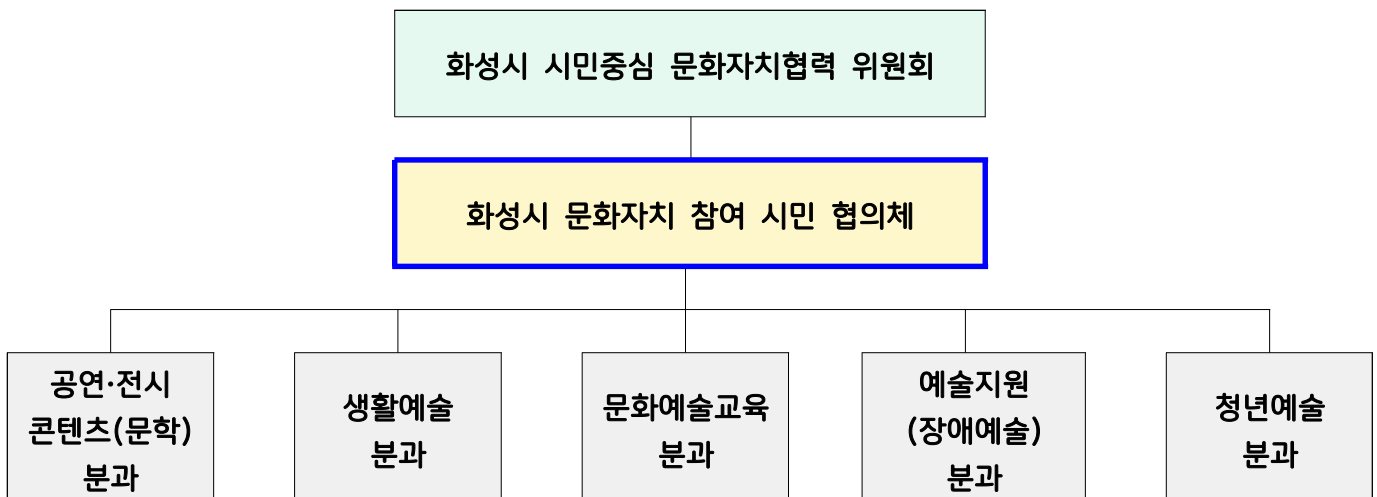 화성시 시민중심 문화자치협력 위원회
화성시 문화자치 참여 시민 협의체
공연·전시
콘텐츠(문학)
분과
생활예술
분과
문화예술교육
분과
예술지원
(장애예술)
분과
청년예술
분과